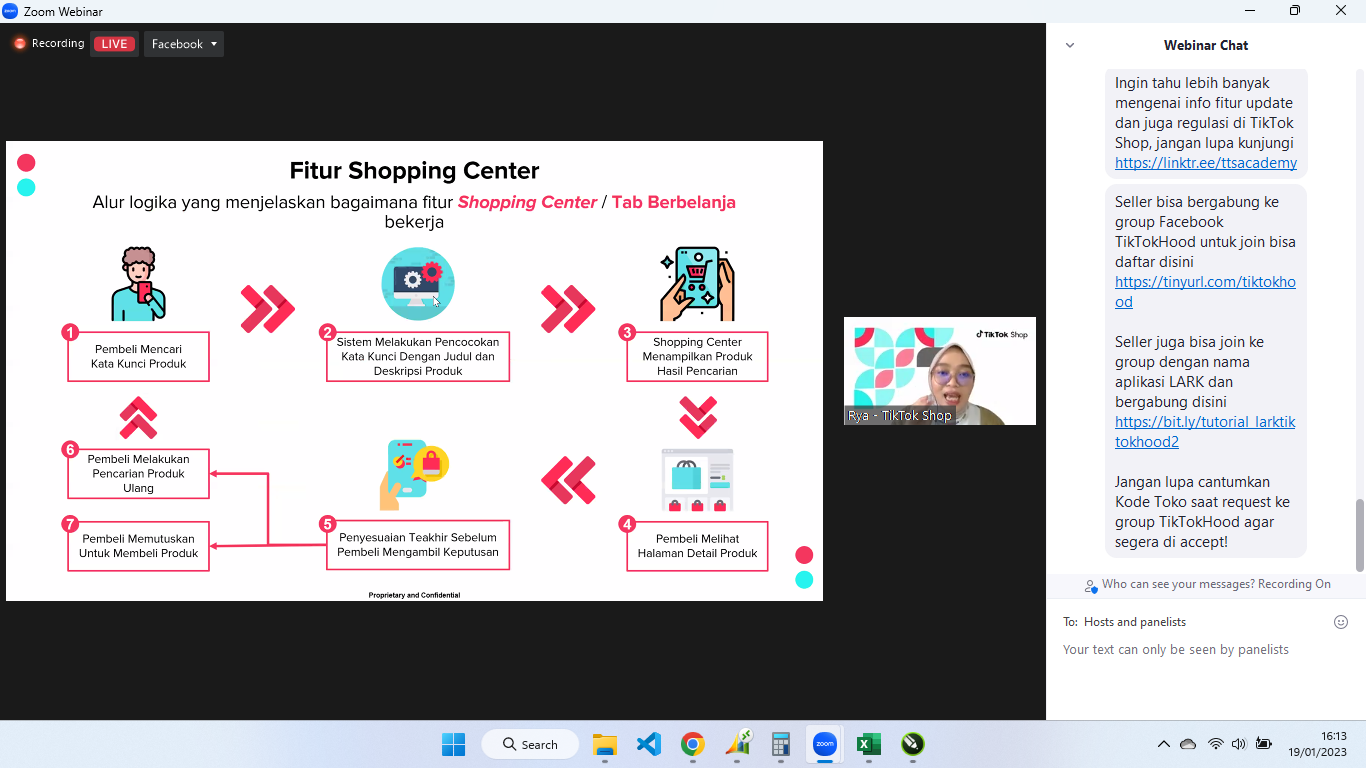 Zoom Webinar
Recording
LIVE
Facebook
Fitur Shopping Center
Alur logika yang menjelaskan bagaimana fitur Shopping Center / Tab Berbelanja
bekerja
1
Pembeli Mencari
Kata Kunci Produk
2
Sistem Melakukan Pencocokan
Kata Kunci Dengan Judul dan
Deskripsi Produk
3
Shopping Center
Menampilkan Produk
Hasil Pencarian
6
Pembeli Melakukan
Pencarian Produk
Ulang
7
Pembeli Memutuskan
Untuk Membeli Produk
5
Penyesuaian Teakhir Sebelum
Pembeli Mengambil Keputusan
4
Pembeli Melihat
Halaman Detail Produk
Proprietary and Confidential
TikTok Shop
Rya - TikTok Shop
Webinar Chat
Ingin tahu lebih banyak
mengenai info fitur update
dan juga regulasi di TikTok
Shop, jangan lupa kunjungi
https://linktr.ee/ttsacademy
Seller bisa bergabung ke
group Facebook
TikTokHood untuk join bisa
daftar disini
https://tinyurl.com/tiktokho
od
Seller juga bisa join ke
group dengan nama
aplikasi LARK dan
bergabung disini
https://bit.ly/tutorial_larktik
tokhood2
Jangan lupa cantumkan
Kode Toko saat request ke
group TikTokHood agar
segera di accept!
Who can see your messages? Recording On
To: Hosts and panelists
Your text can only be seen by panelists
Search
zoom
16:13
19/01/2023